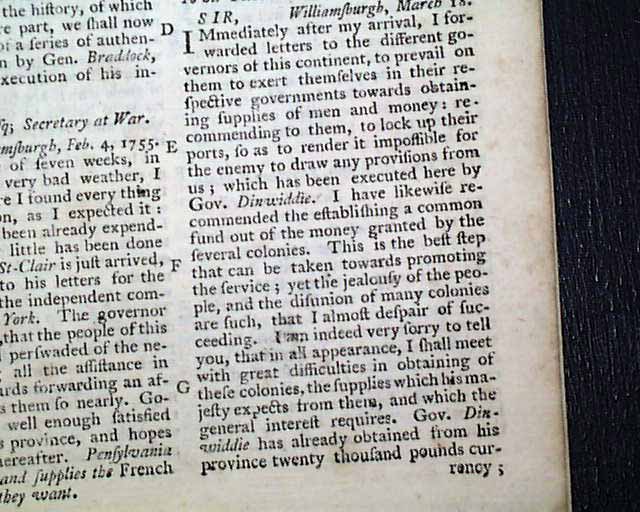 the hiſtory, of which
part, we ſhall now
of a ſeries of authen-
n by Gen. Braddock,
execution of his in-
Secretary at War.
Feb. 4, 1755.
of ſeven weeks, in
very bad weather, I
I found every thing
on, as I expected it:
been already expend-
little has been done
St-Clair is juſt arrived,
to his letters for the
the independent com-
York. The governor
,that the people of this
perſwaded of the ne-
all the aſſiſtance in
ards forwarding an af-
s them ſo nearly. Go-
well enough ſatisfied
s province, and hopes
hereafter. Penſylvania
and ſupplies the French
they want.
D
E
F
G
SIR, Williamſburgh, March 18.
IMmediately after my arrival, I for-
warded letters to the different go-
vernors of this continent, to prevail on
them to exert themſelves in their re-
ſpective governments towards obtain-
ing ſupplies of men and money: re-
commending to them, to lock up their
ports, ſo as to render it impoſſible for
the enemy to draw any proviſions from
us; which has been executed here by
Gov. Dinwiddie. I have likewiſe re-
commended the eſtabliſhing a common
fund out of the money granted by the
ſeveral colonies. This is the beſt ſtep
that can be taken towards promoting
the ſervice; yet the jealouſy of the peo-
ple, and the diſunion of many colonies
are ſuch, that I almoſt deſpair of ſuc-
ceeding. I am indeed very ſorry to tell
you, that in all appearance, I ſhall meet
with great difficulties in obtaining of
theſe colonies, the ſupplies which his ma-
jeſty expects from them, and which the
general intereſt requires. Gov. Din-
widdie has already obtained from his
province twenty thouſand pounds cur-
rency;